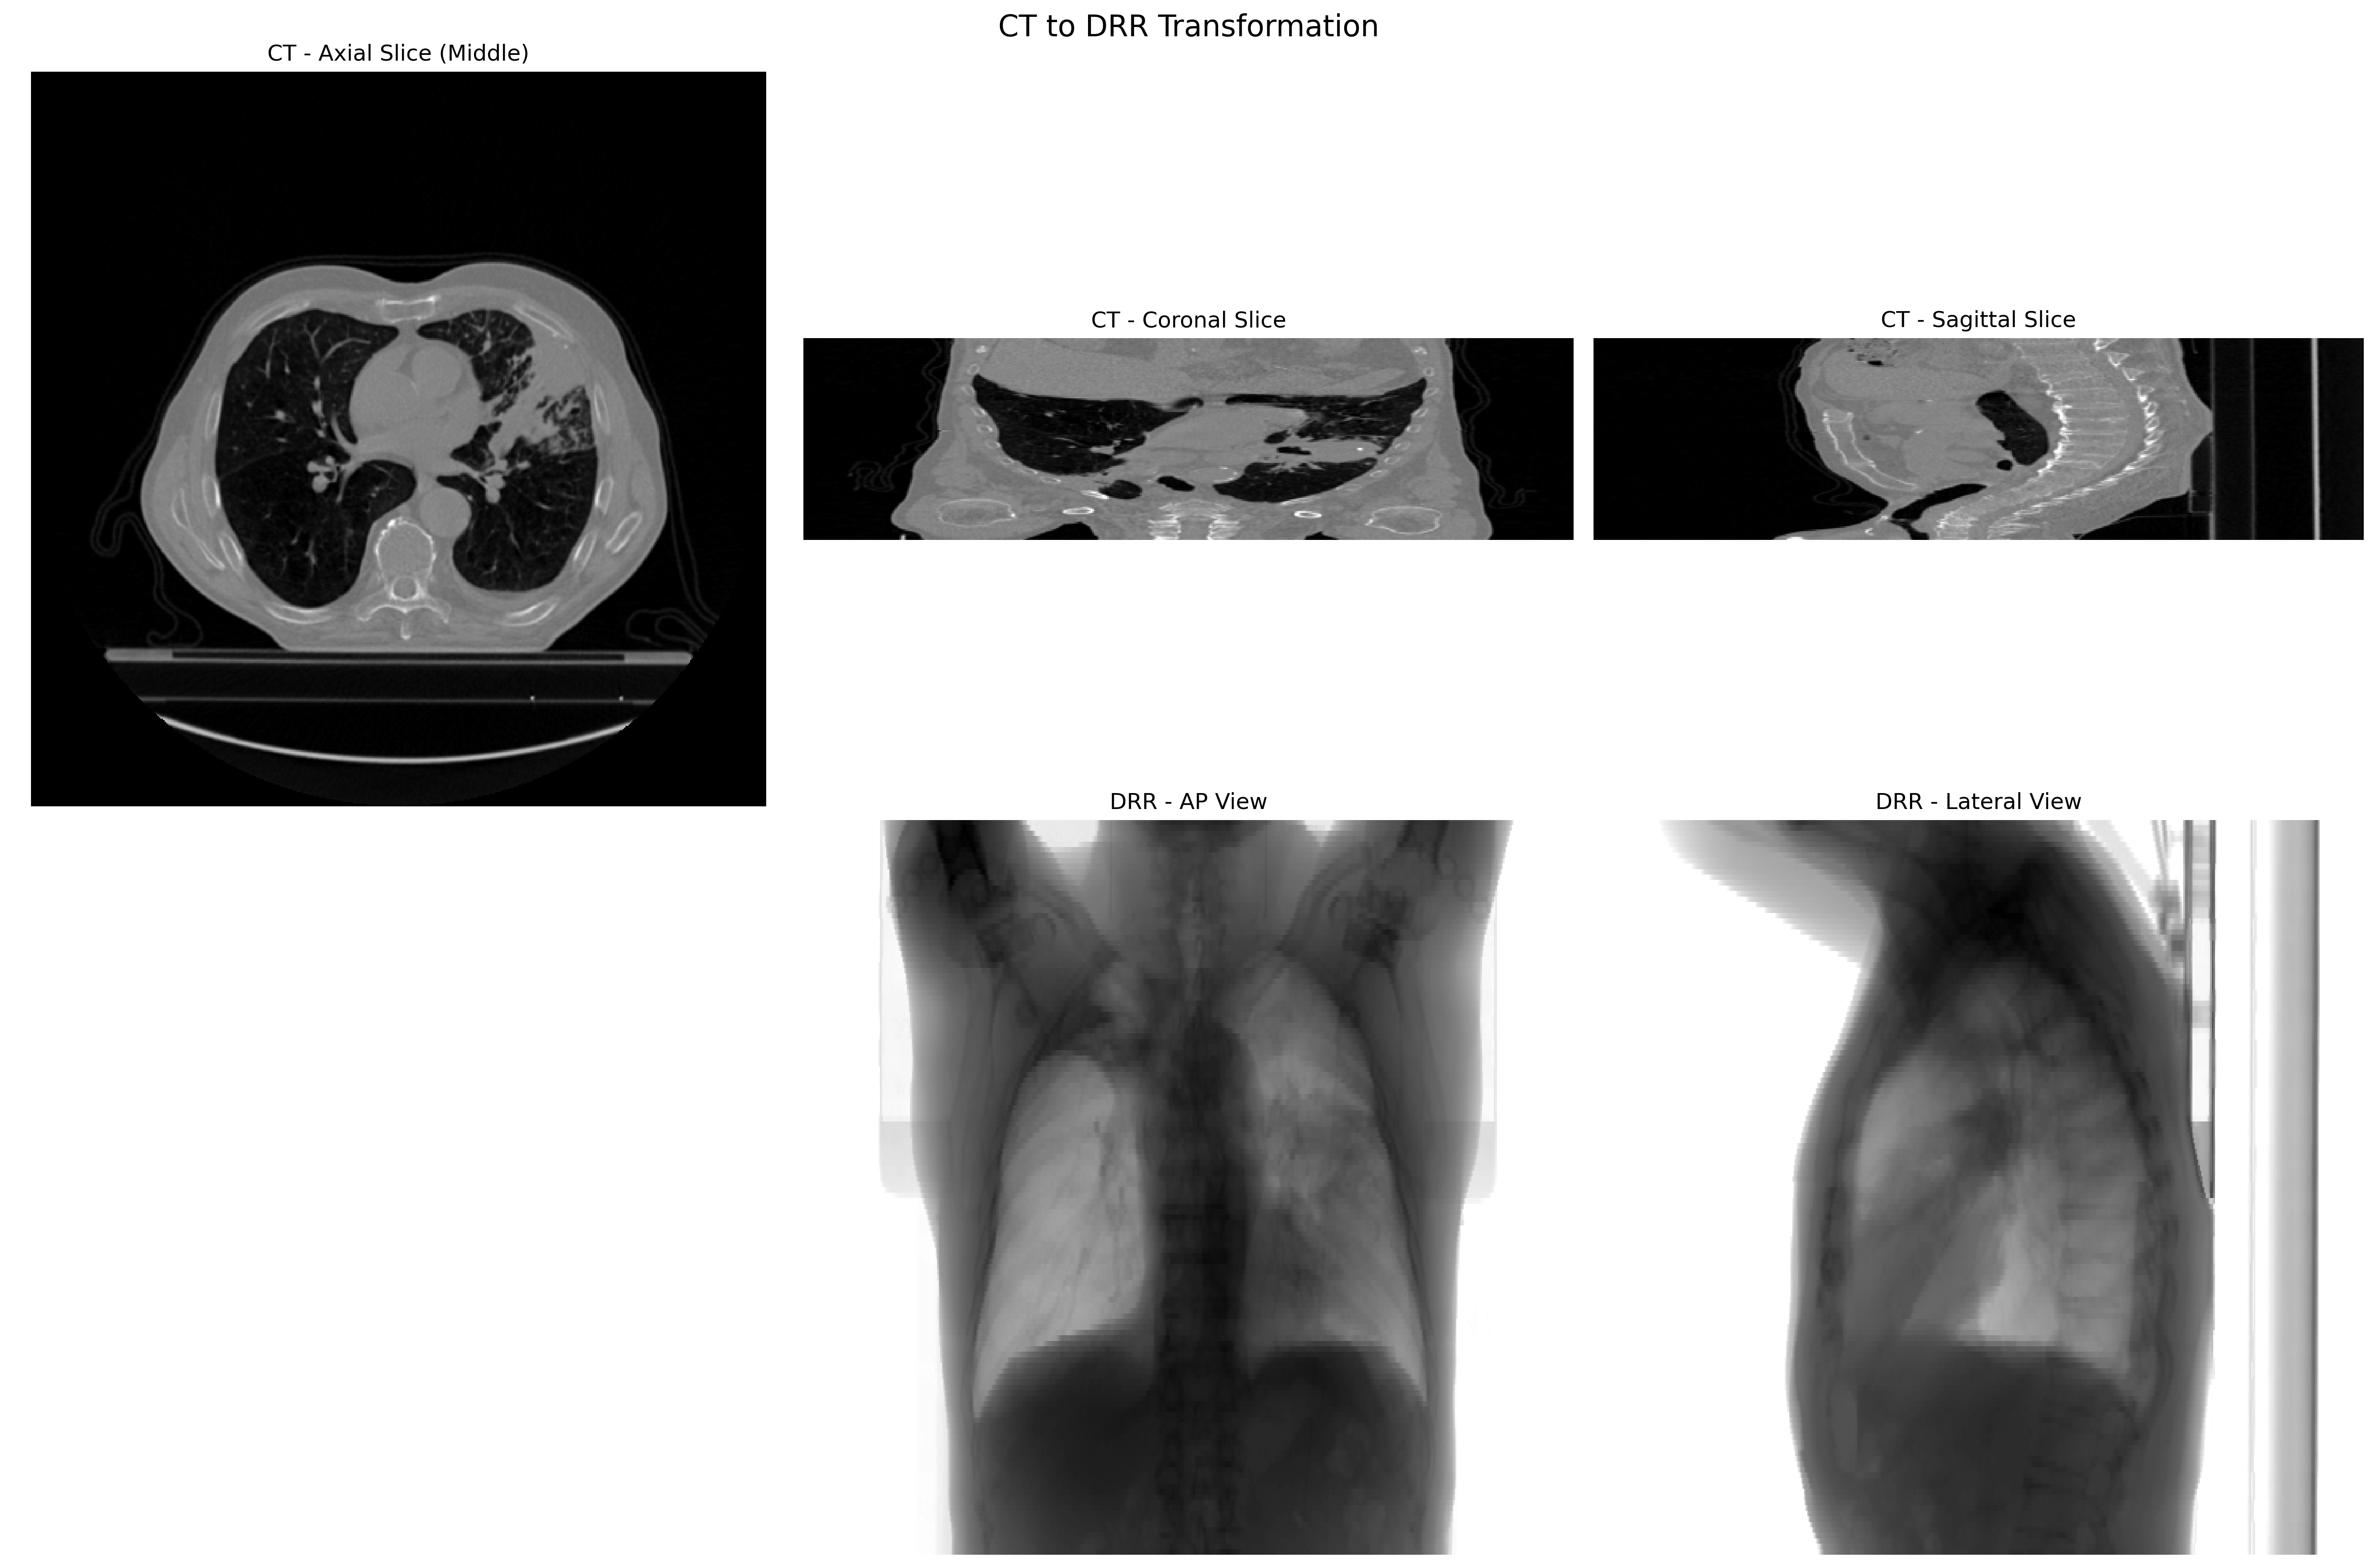 CT to DRR Transformation
CT - Axial Slice (Middle)
CT - Coronal Slice
CT - Sagittal Slice
DRR - AP View
DRR - Lateral View